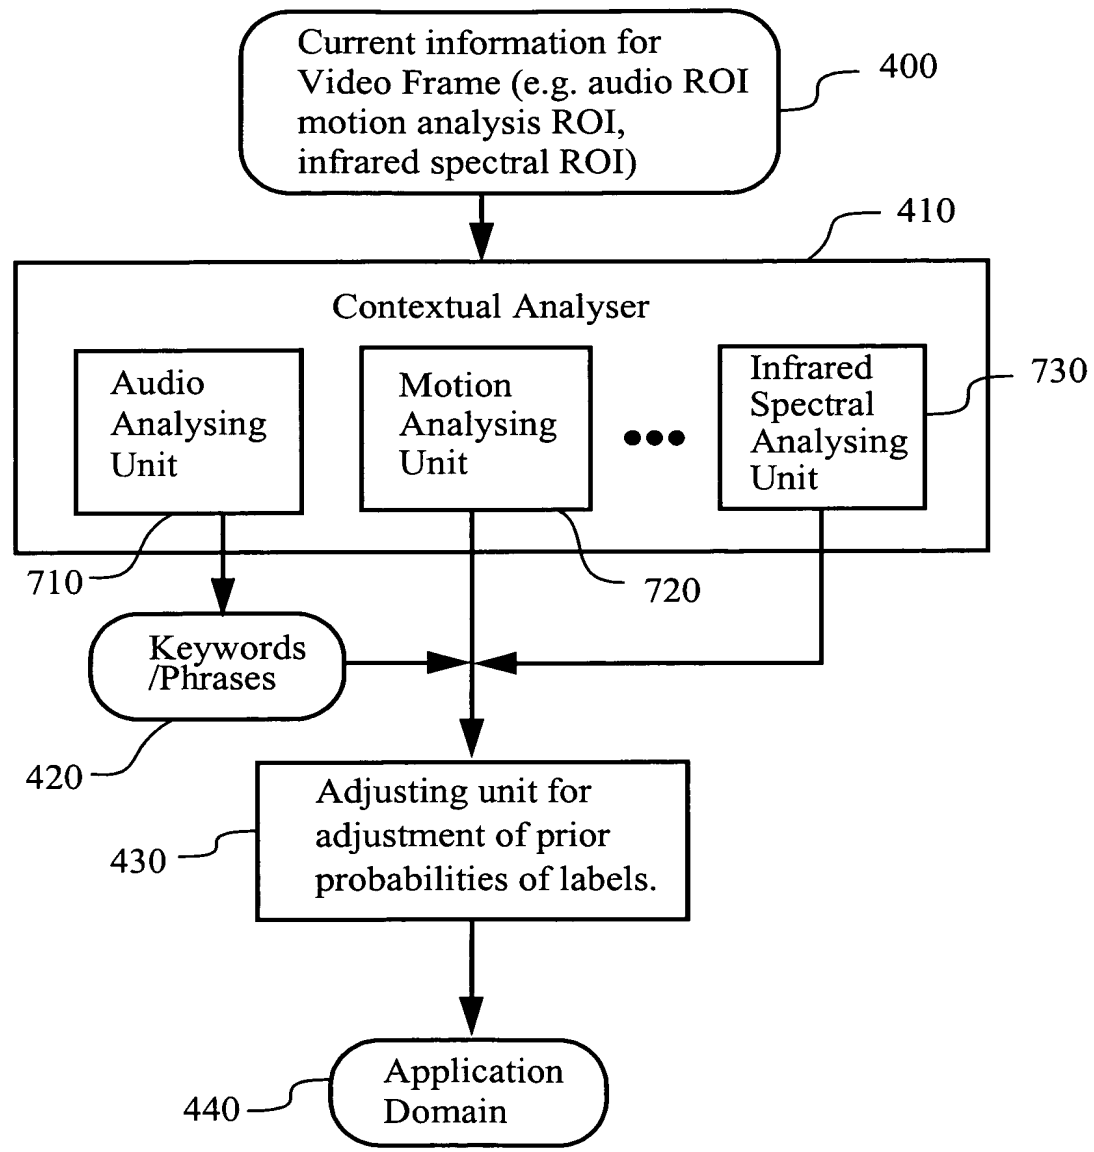 Current information for
Video Frame (e.g. audio ROI
motion analysis ROI,
infrared spectral ROI)
400
410
Contextual Analyser
Audio
Analysing
Unit
Motion
Analysing
Unit
Infrared
Spectral
Analysing
Unit
730
710
720
Keywords
/Phrases
420
Adjusting unit for
adjustment of prior
probabilities of labels.
430
Application
Domain
440